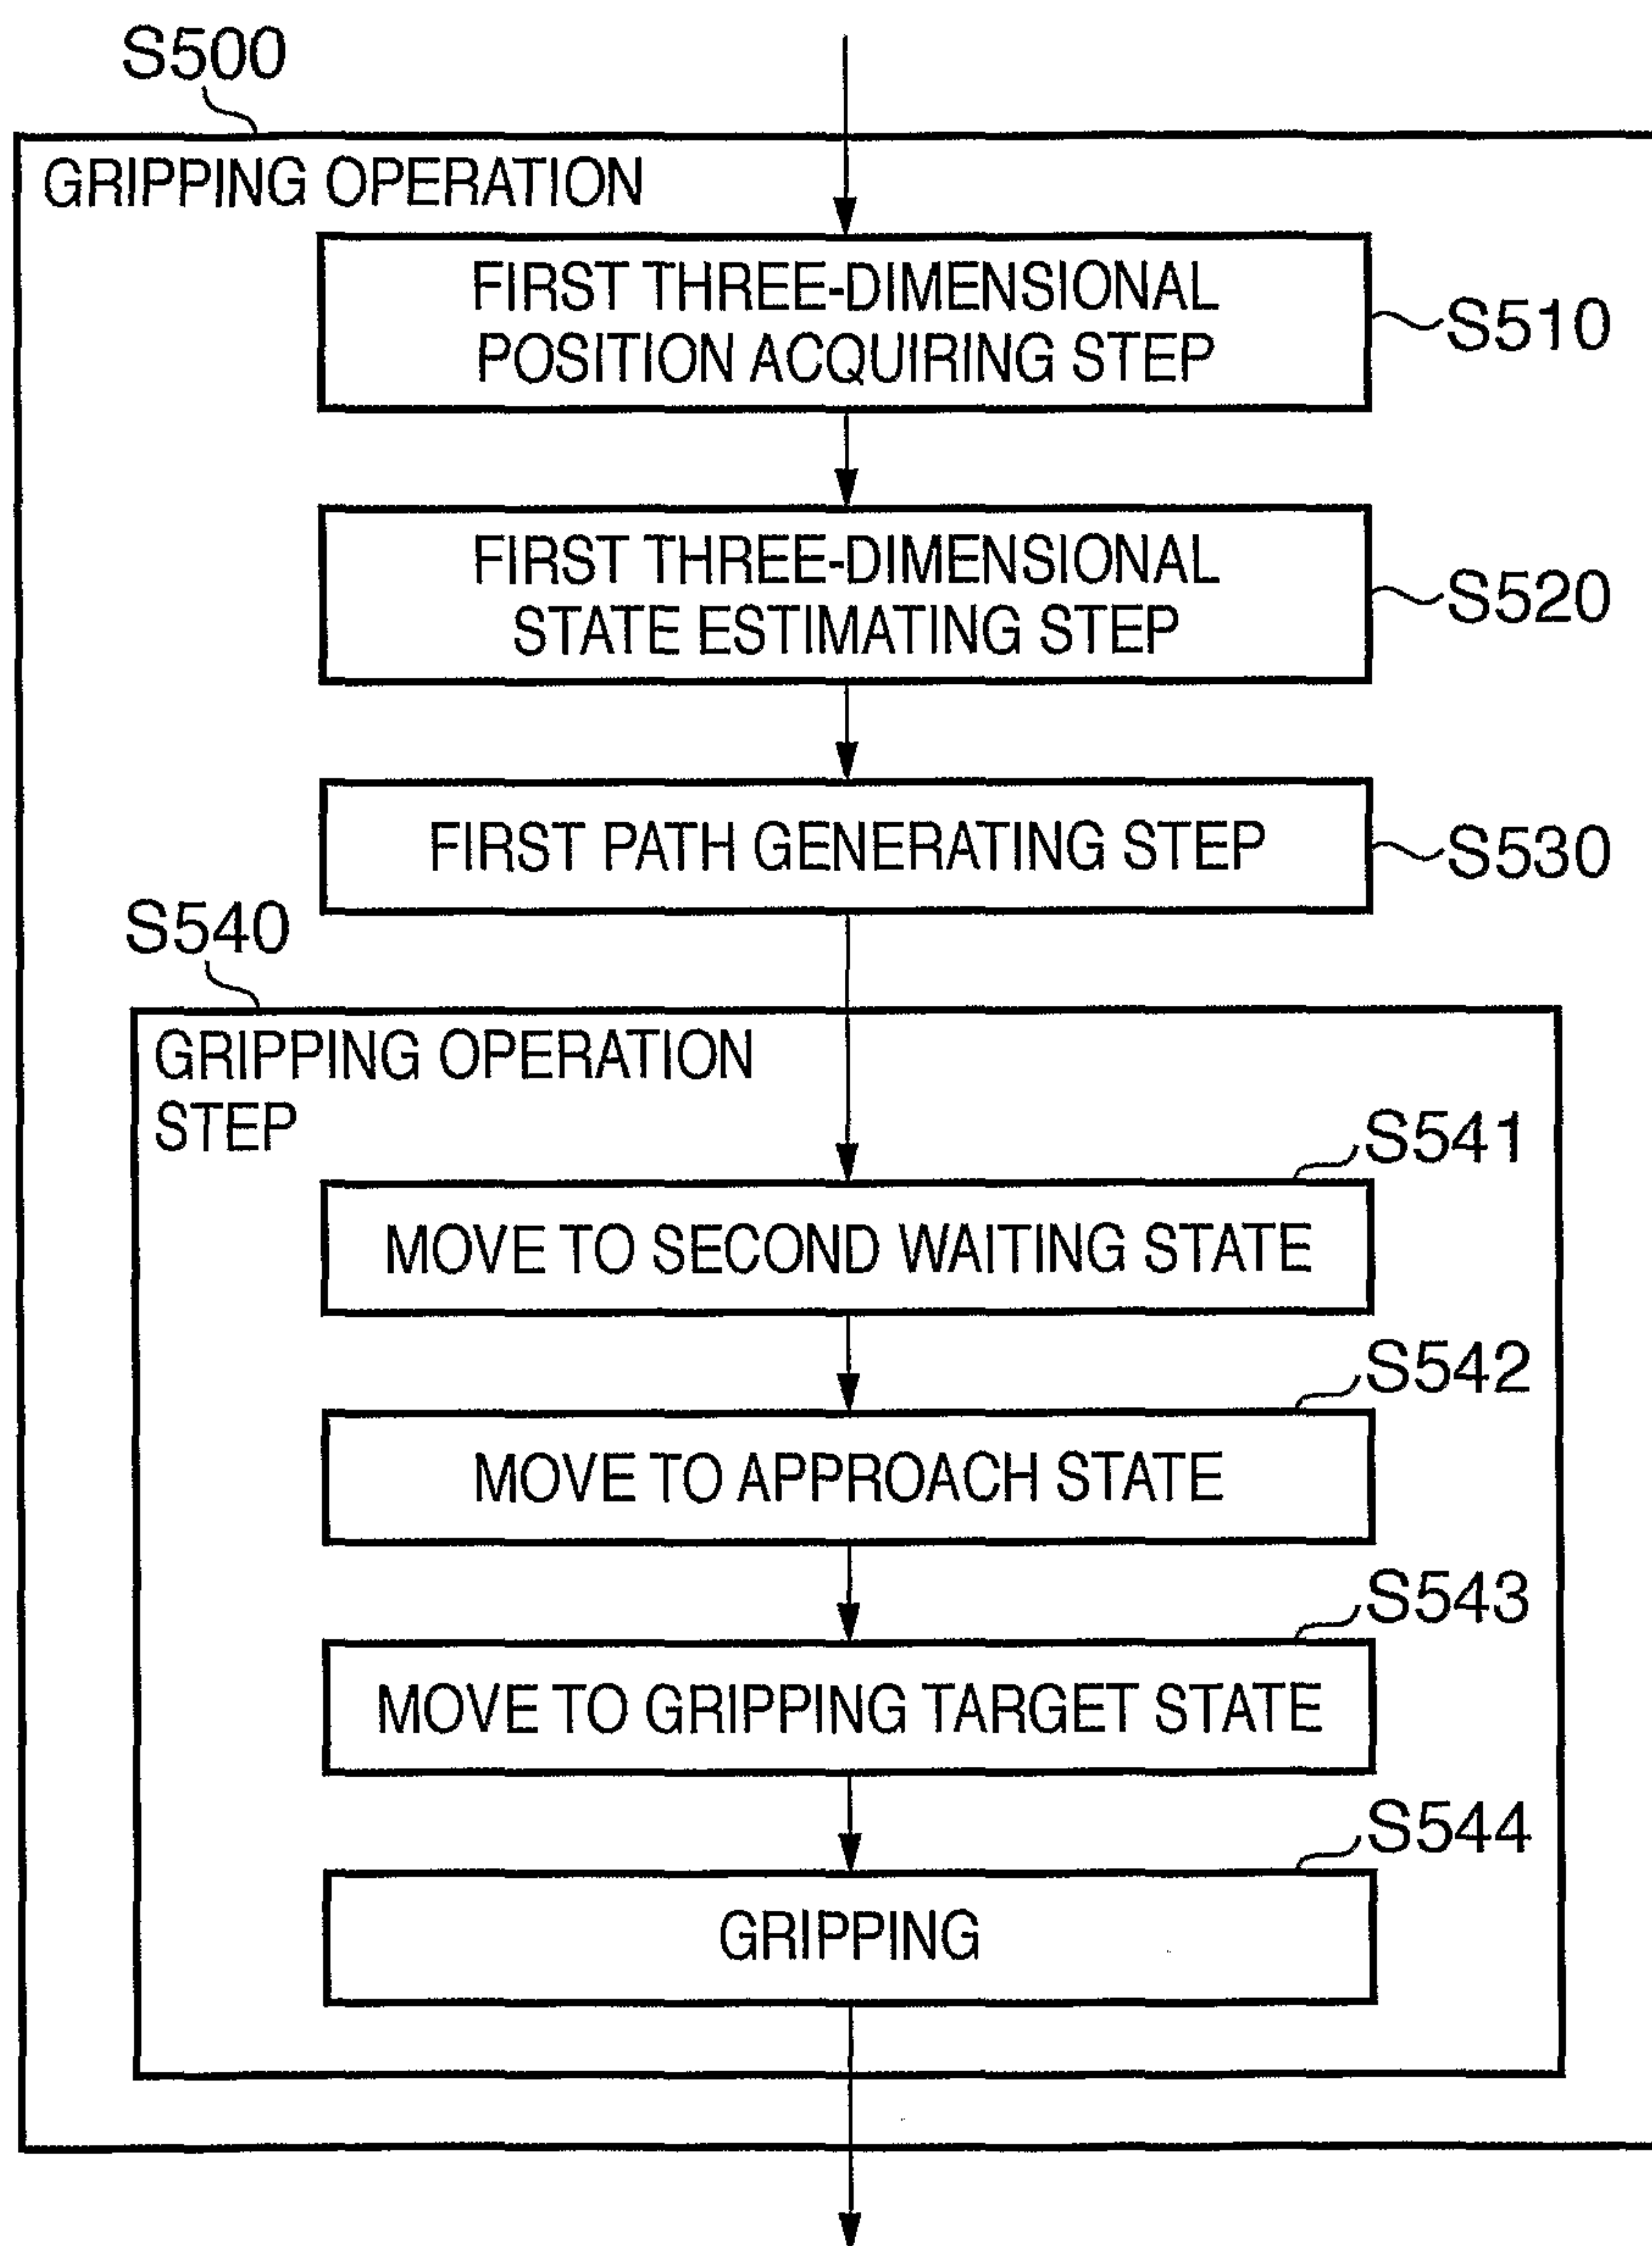 S500
GRIPPING OPERATION
FIRST THREE-DIMENSIONAL
POSITION ACQUIRING STEP
S510
FIRST THREE-DIMENSIONAL
STATE ESTIMATING STEP
S520
FIRST PATH GENERATING STEP
S530
S540
GRIPPING OPERATION
STEP
S541
MOVE TO SECOND WAITING STATE
S542
MOVE TO APPROACH STATE
S543
MOVE TO GRIPPING TARGET STATE
S544
GRIPPING